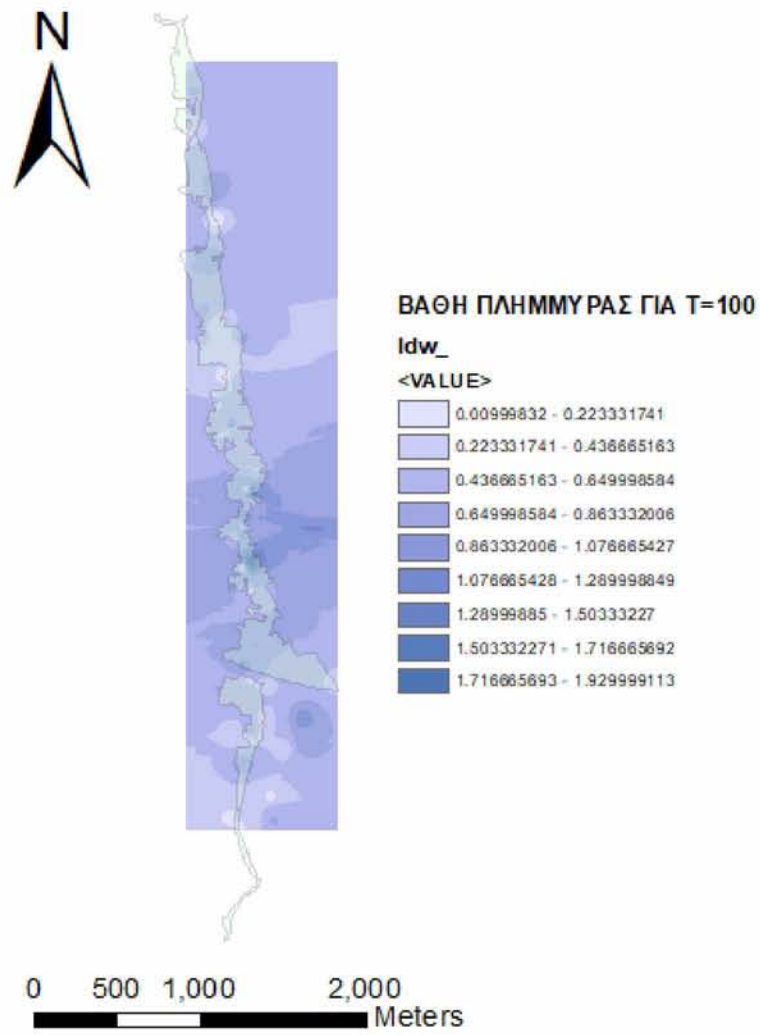 N
ΒΑΘΗ ΠΛΗΜΜΥΡΑΣ ΓΙΑ Τ=100
Idw_
<VALUE>
0.00999832 - 0.223331741
0.223331741 - 0.436665163
0.436665163 - 0.649998584
0.649998584 - 0.863332006
0.863332006 - 1.076665427
1.076665428 - 1.289998849
1.28999885 - 1.50333227
1.503332271 - 1.716665692
1.716665693 - 1.929999113
0 500 1,000 2,000
Meters